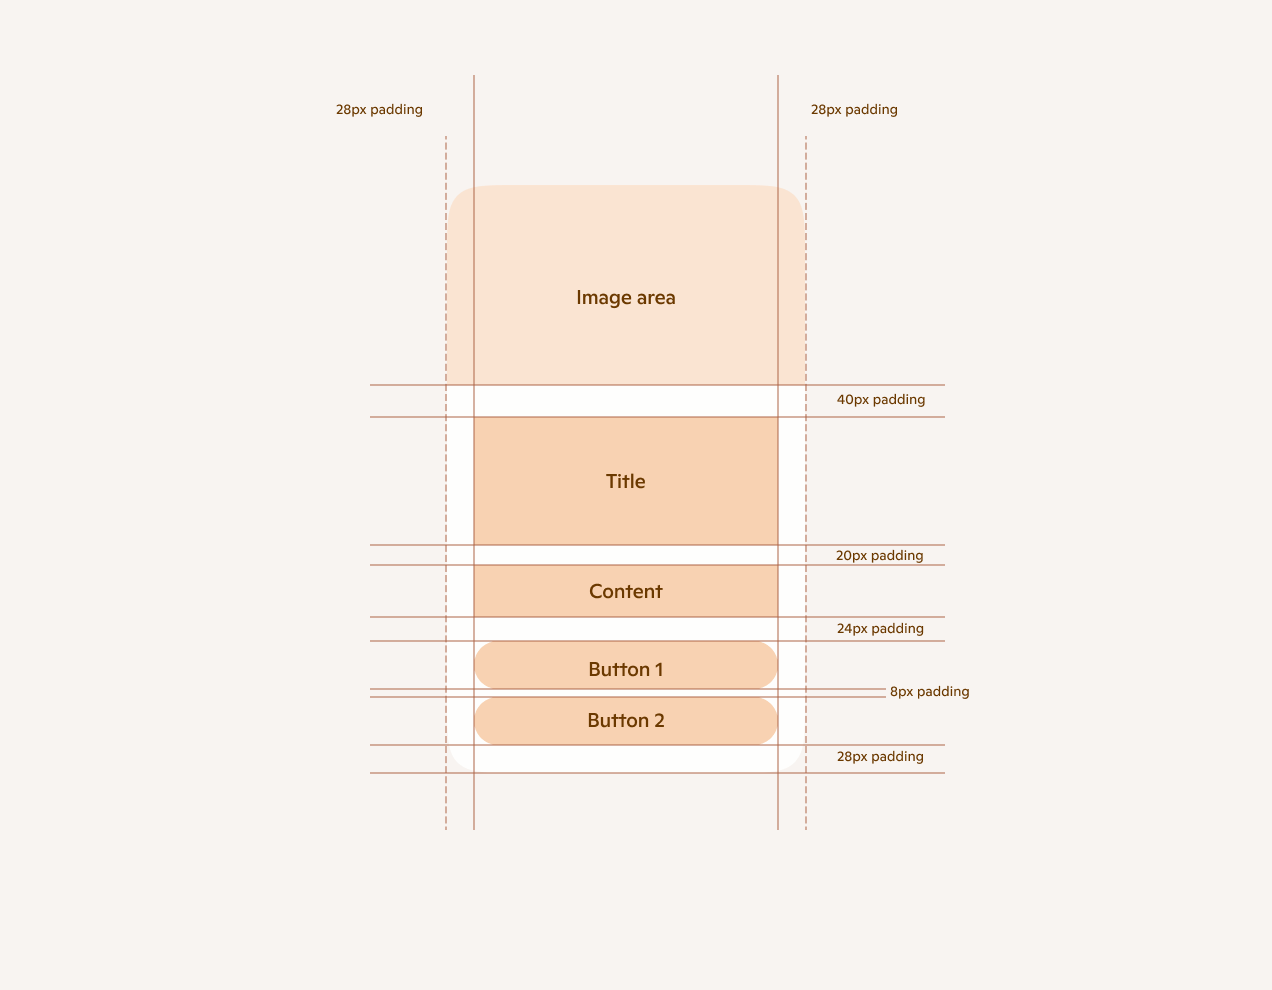 28px padding
28px padding
Image area
40px padding
Title
20px padding
Content
24px padding
Button 1
8px padding
Button 2
28px padding